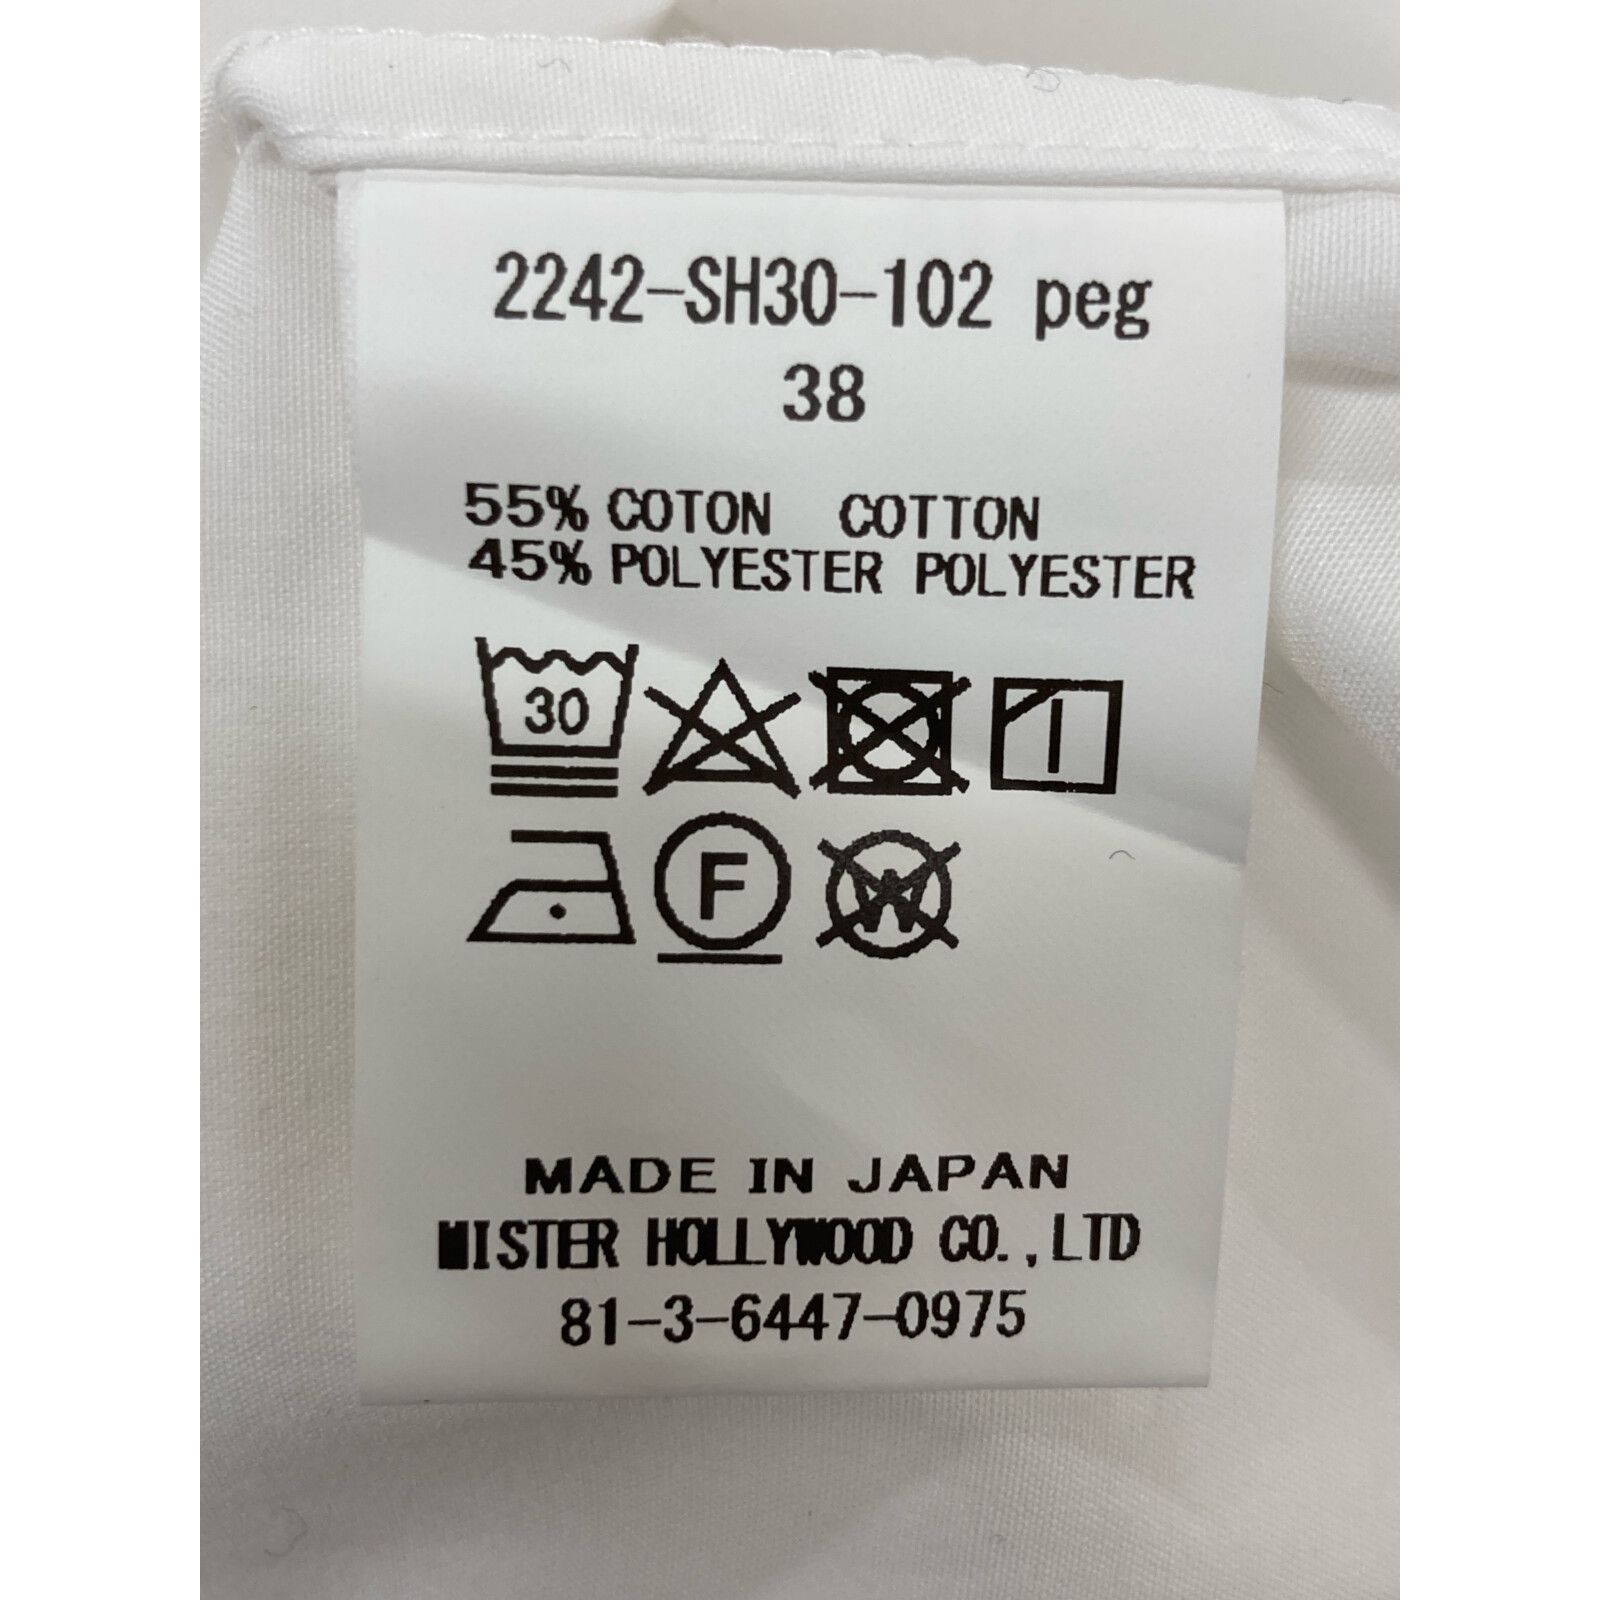 2242-SH30-102 peg
38
55% COTON COTTON
45% POLYESTER POLYESTER
30
F
W
MADE IN JAPAN
MISTER HOLLYWOOD CO.,LTD
81-3-6447-0975